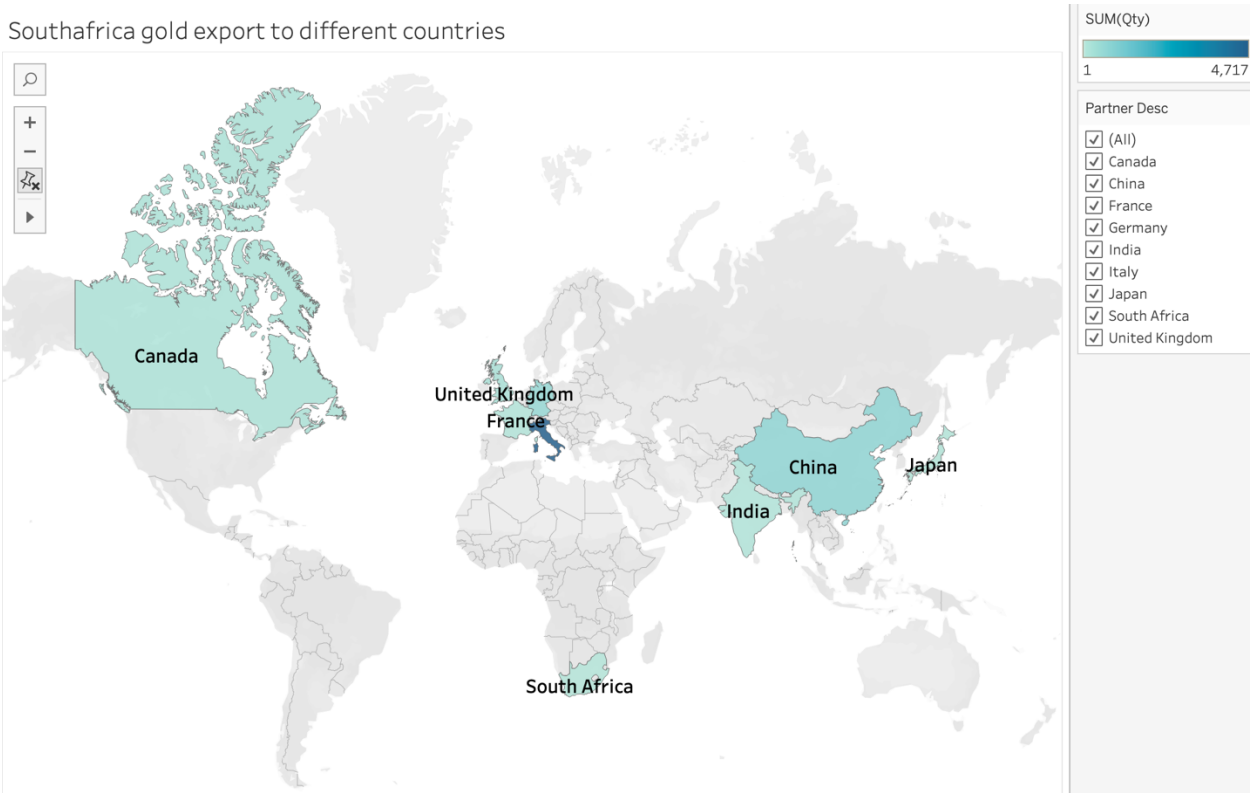 Southafrica gold export to different countries
SUM(Qty)
1 4,717
Partner Desc
(All)
Canada
China
France
Germany
India
Italy
Japan
South Africa
United Kingdom
Canada
United Kingdom
France
China
Japan
India
South Africa